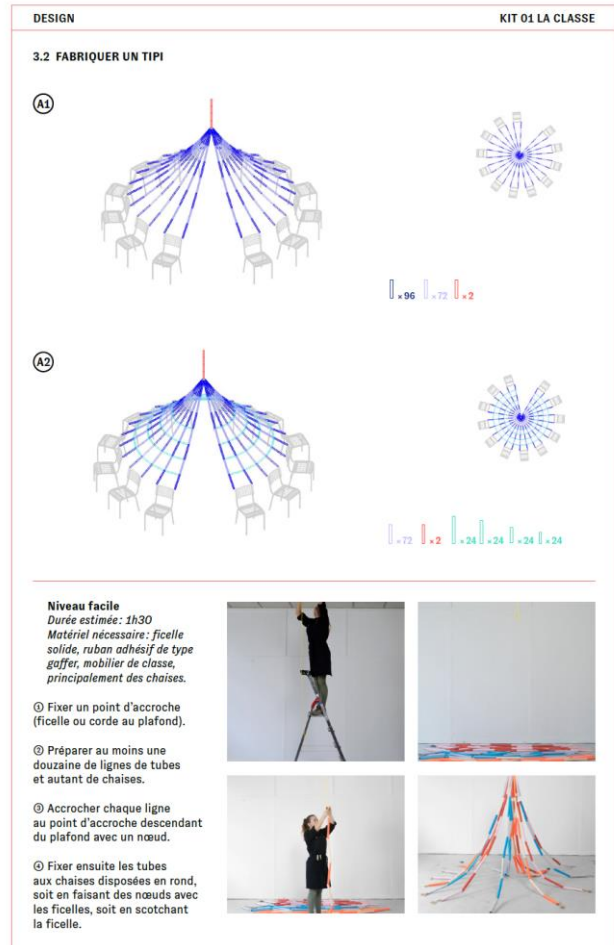 DESIGN
KIT 01 LA CLASSE
3.2 FABRIQUER UN TIPI
A1
×96 ×72 ×2
A2
×72 ×2 ×24 ×24 ×24 ×24
Niveau facile
Durée estimée: 1h30
Matériel nécessaire: ficelle
solide, ruban adhésif de type
gaffer, mobilier de classe,
principalement des chaises.
① Fixer un point d'accroche
(ficelle ou corde au plafond).
② Préparer au moins une
douzaine de lignes de tubes
et autant de chaises.
③ Accrocher chaque ligne
au point d'accroche descendant
du plafond avec un nœud.
④ Fixer ensuite les tubes
aux chaises disposées en rond,
soit en faisant des nœuds avec
les ficelles, soit en scotchant
la ficelle.